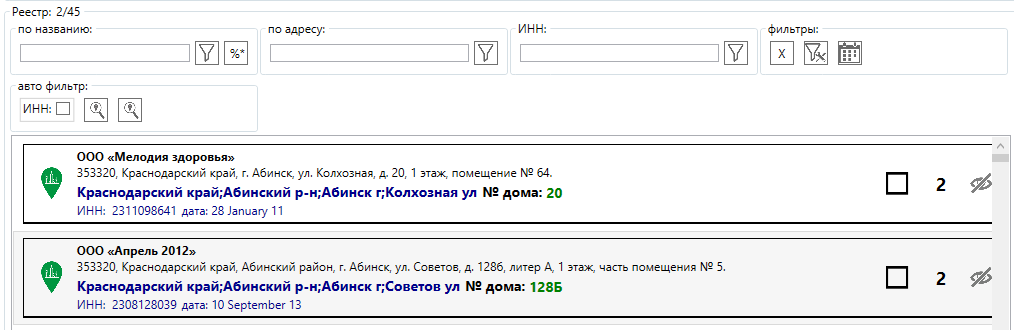 Реестр: 2/45
по названию:
по адресу:
ИНН:
фильтры:
%*
X
авто фильтр:
ИНН:
ООО «Мелодия здоровья»
353320, Краснодарский край, г. Абинск, ул. Колхозная, д. 20, 1 этаж, помещение № 64.
Краснодарский край;Абинский р-н;Абинск г;Колхозная ул № дома: 20
2
ИНН: 2311098641 дата: 28 January 11
ООО «Апрель 2012»
353320, Краснодарский край, Абинский район, г. Абинск, ул. Советов, д. 128б, литер А, 1 этаж, часть помещения № 5.
Краснодарский край;Абинский р-н;Абинск г;Советов ул № дома: 128Б
2
ИНН: 2308128039 дата: 10 September 13